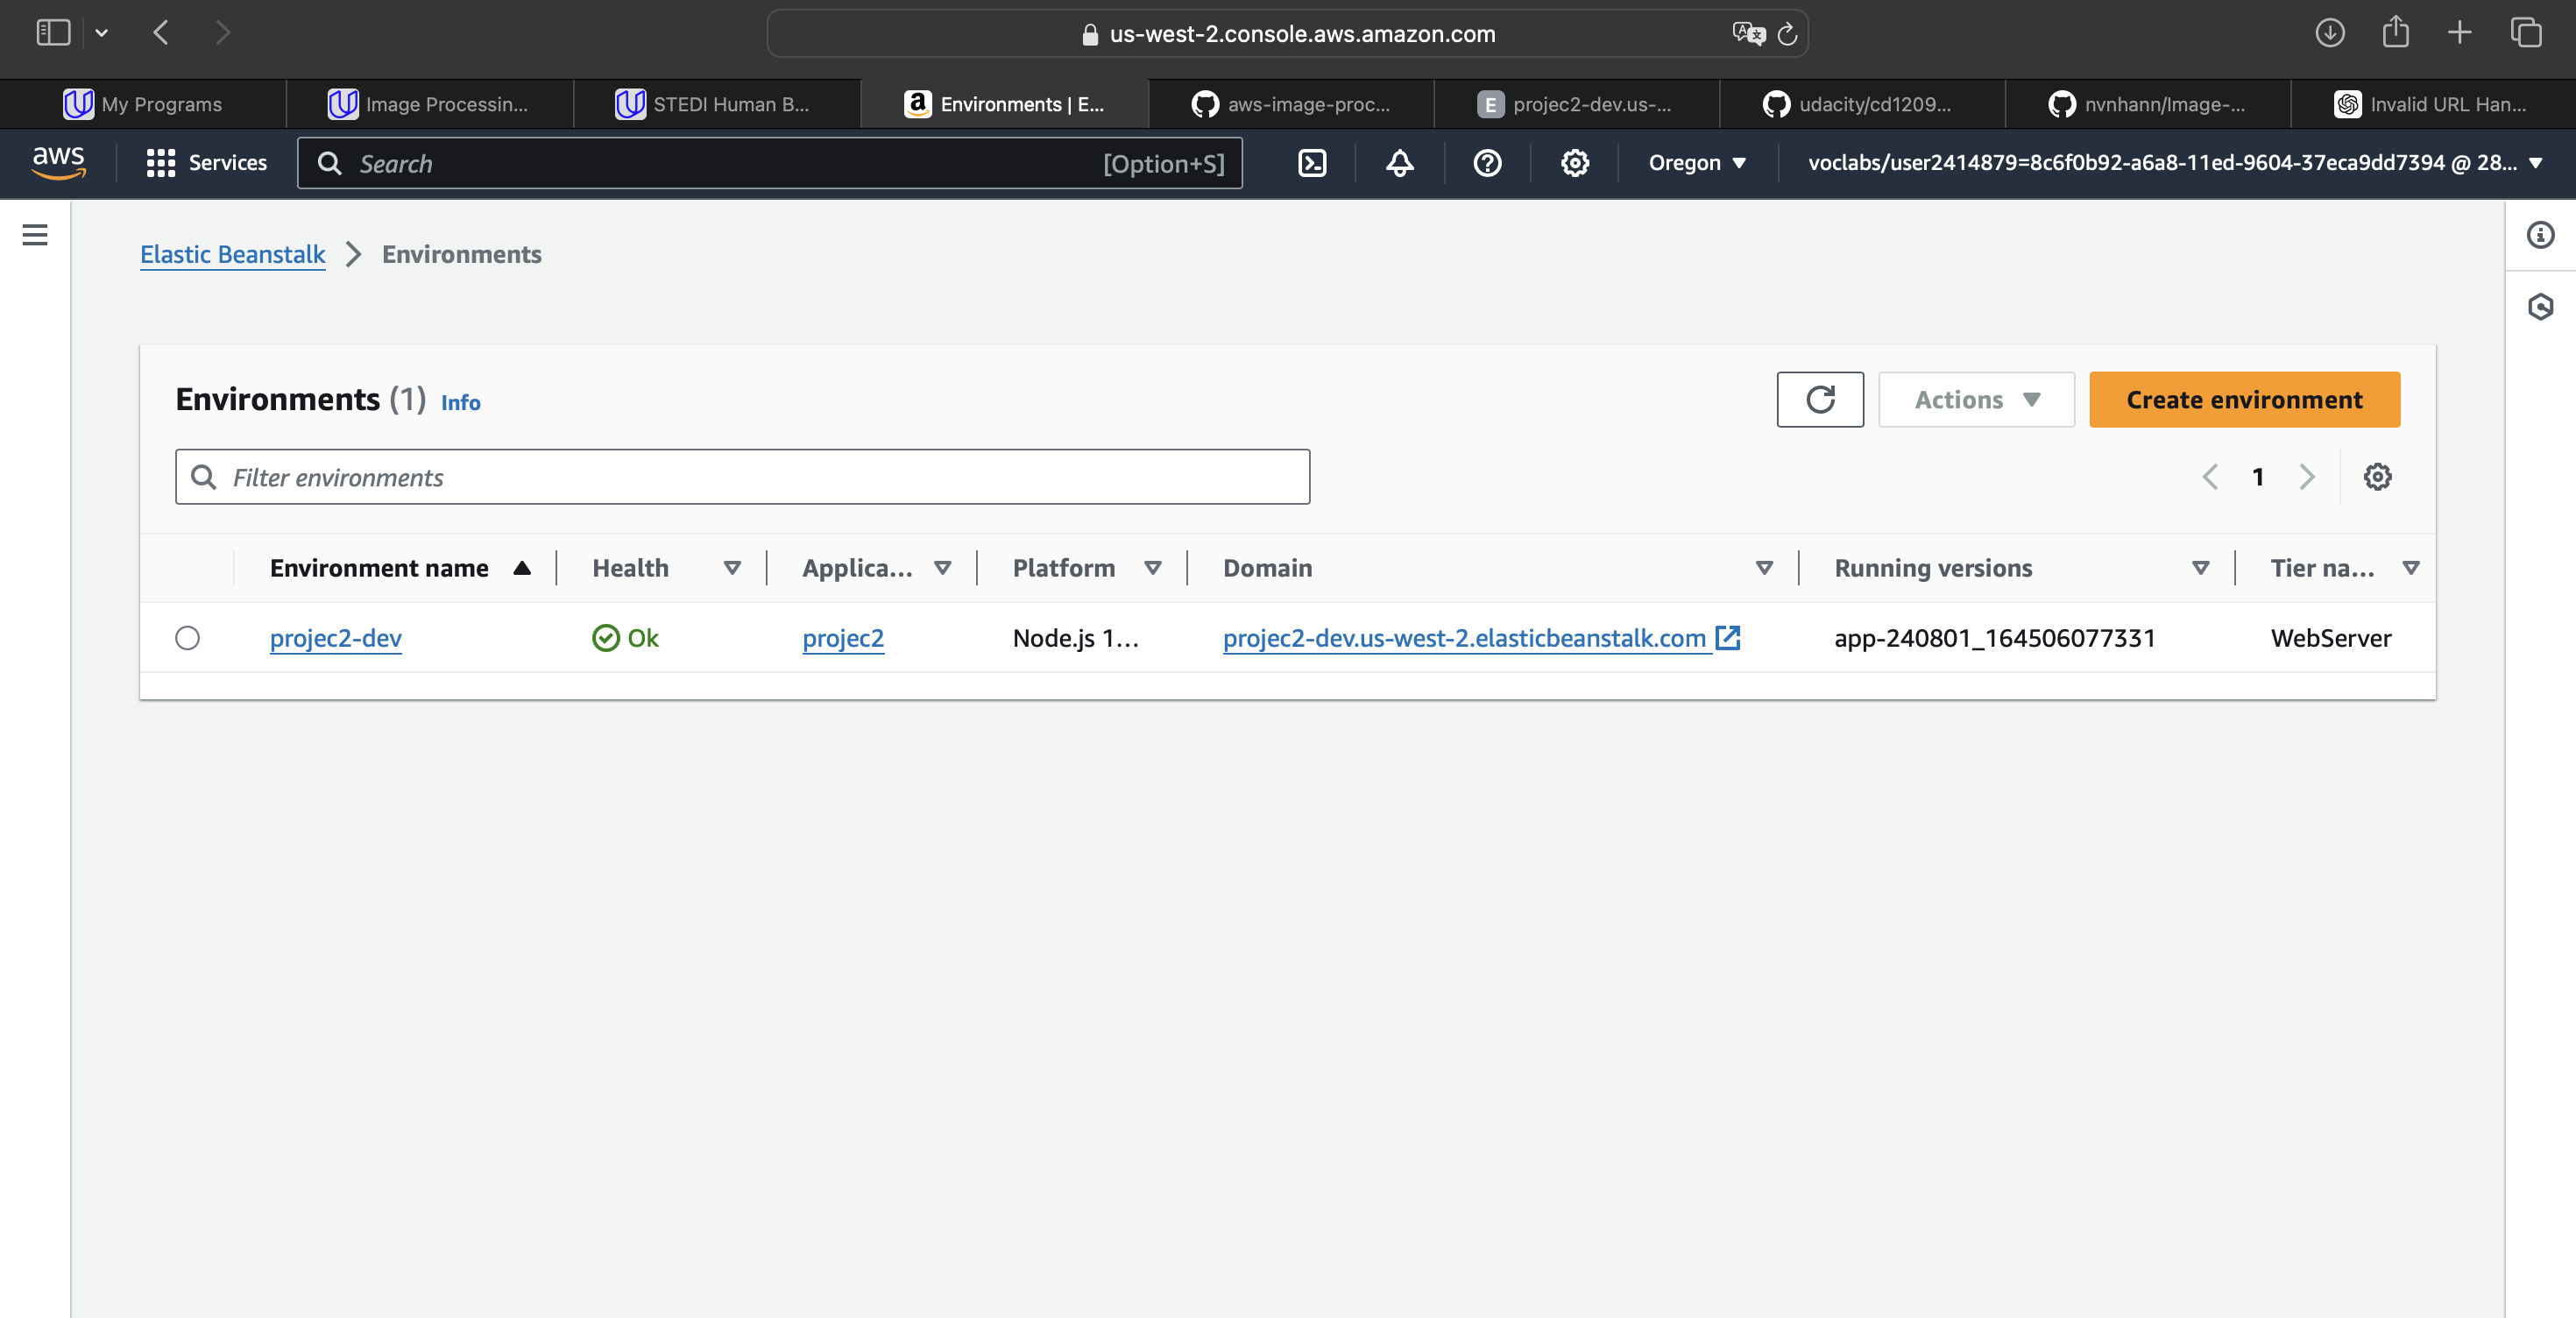 us-west-2.console.aws.amazon.com
My Programs
Image Processin...
STEDI Human B...
Environments | E...
aws-image-proc...
E projec2-dev.us-...
udacity/cd1209...
nvnhann/Image-...
Invalid URL Han...
aws Services Search [Option+S] Oregon voclabs/user2414879=8c6f0b92-a6a8-11ed-9604-37eca9dd7394 @ 28...
Elastic Beanstalk > Environments
Environments (1) Info
Actions
Create environment
Filter environments
1
Environment name Health Applica... Platform Domain Running versions Tier na...
projec2-dev Ok projec2 Node.js 1... projec2-dev.us-west-2.elasticbeanstalk.com app-240801_164506077331 WebServer